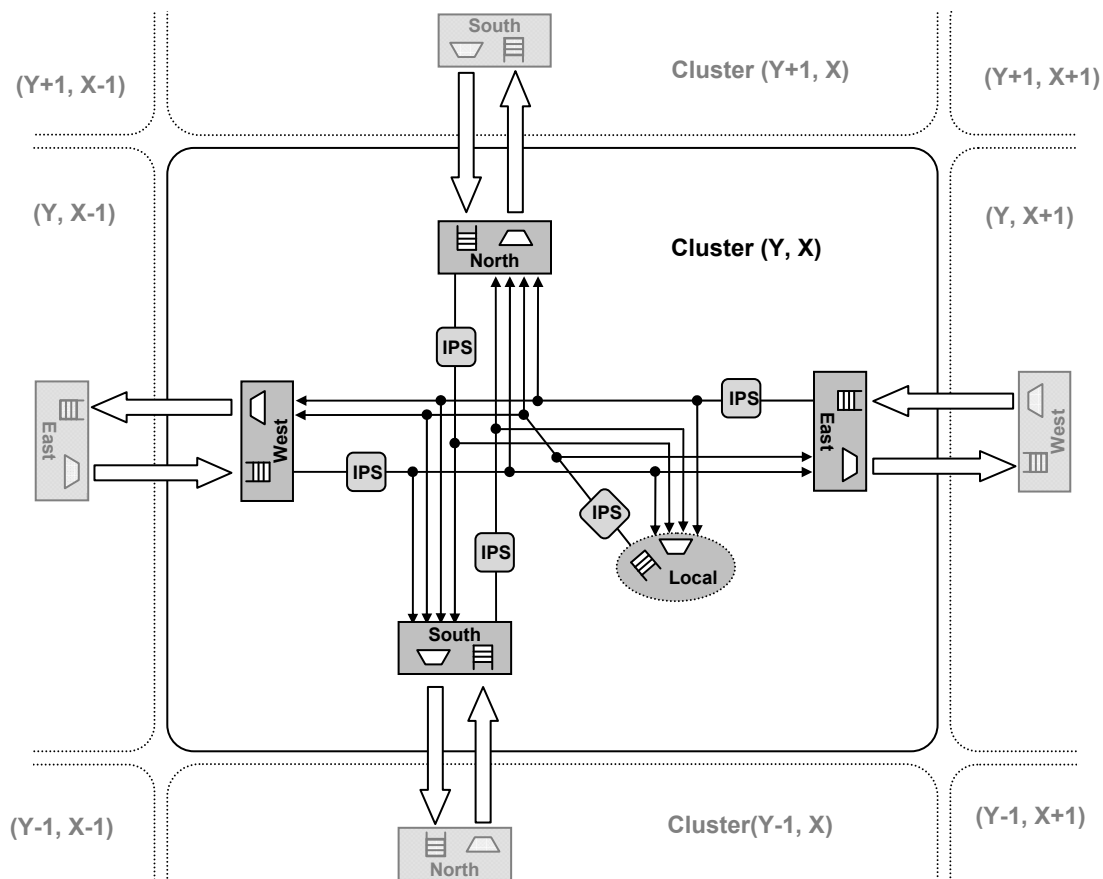 South
Cluster (Y+1, X)
(Y+1, X-1)
(Y+1, X+1)
(Y, X-1)
(Y, X+1)
Cluster (Y, X)
North
IPS
IPS
East
West
East
West
IPS
IPS
IPS
Local
South
(Y-1, X-1)
Cluster(Y-1, X)
(Y-1, X+1)
North